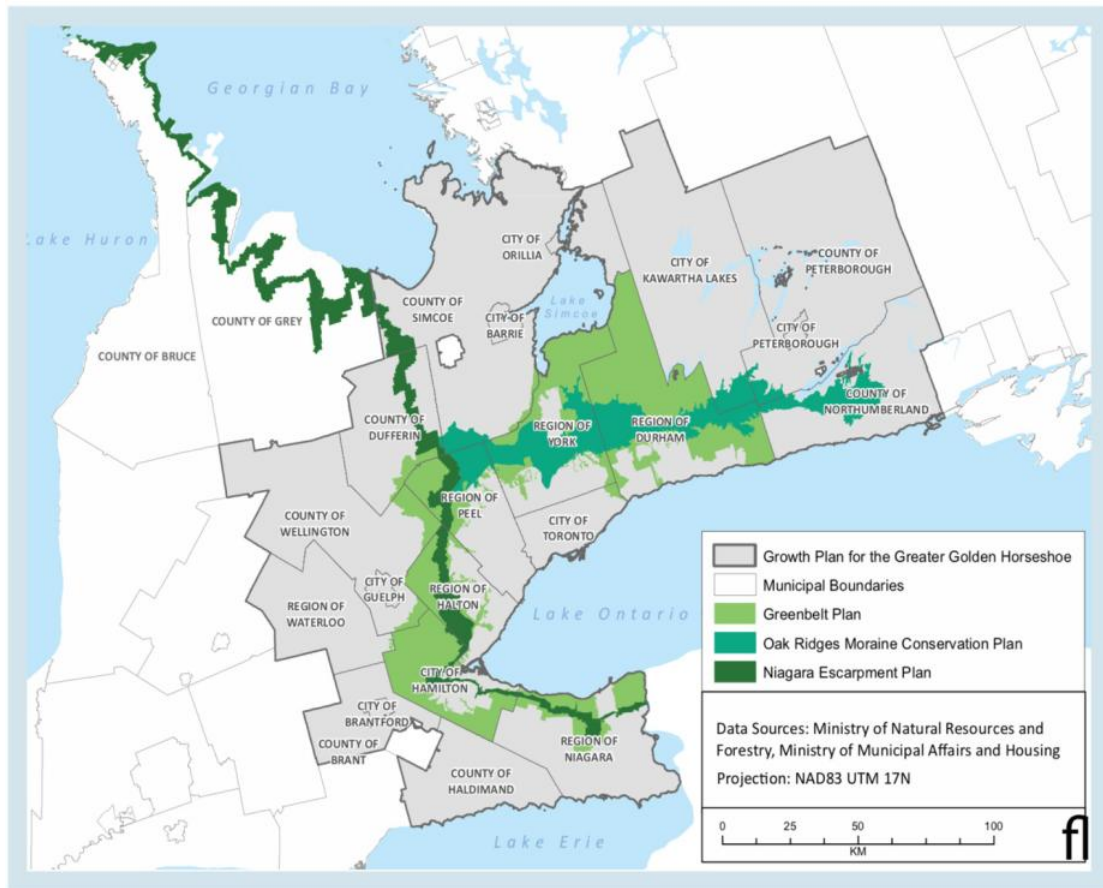 Georgian Bay
Lake Huron
CITY OF
ORILLIA
COUNTY OF
PETERBOROUGH
CITY OF
KAWARTHA LAKES
COUNTY OF
SIMCOE
Lake
Simcoe
CITY OF
BARRIE
COUNTY OF GREY
CITY OF
PETERBOROUGH
COUNTY OF BRUCE
COUNTY OF
NORTHUMBERLAND
COUNTY OF
DUFFERIN
REGION OF
YORK
REGION OF
DURHAM
REGION OF
PEEL
COUNTY OF
WELLINGTON
CITY OF
TORONTO
CITY OF
GUELPH
REGION OF
HALTON
REGION OF
WATERLOO
Lake Ontario
CITY OF
HAMILTON
CITY OF
BRANTFORD
COUNTY OF
BRANT
REGION OF
NIAGARA
COUNTY OF
HALDIMAND
Lake Erie
Growth Plan for the Greater Golden Horseshoe
Municipal Boundaries
Greenbelt Plan
Oak Ridges Moraine Conservation Plan
Niagara Escarpment Plan
Data Sources: Ministry of Natural Resources and
Forestry, Ministry of Municipal Affairs and Housing
Projection: NAD83 UTM 17N
0 25 50 100
KM
fl